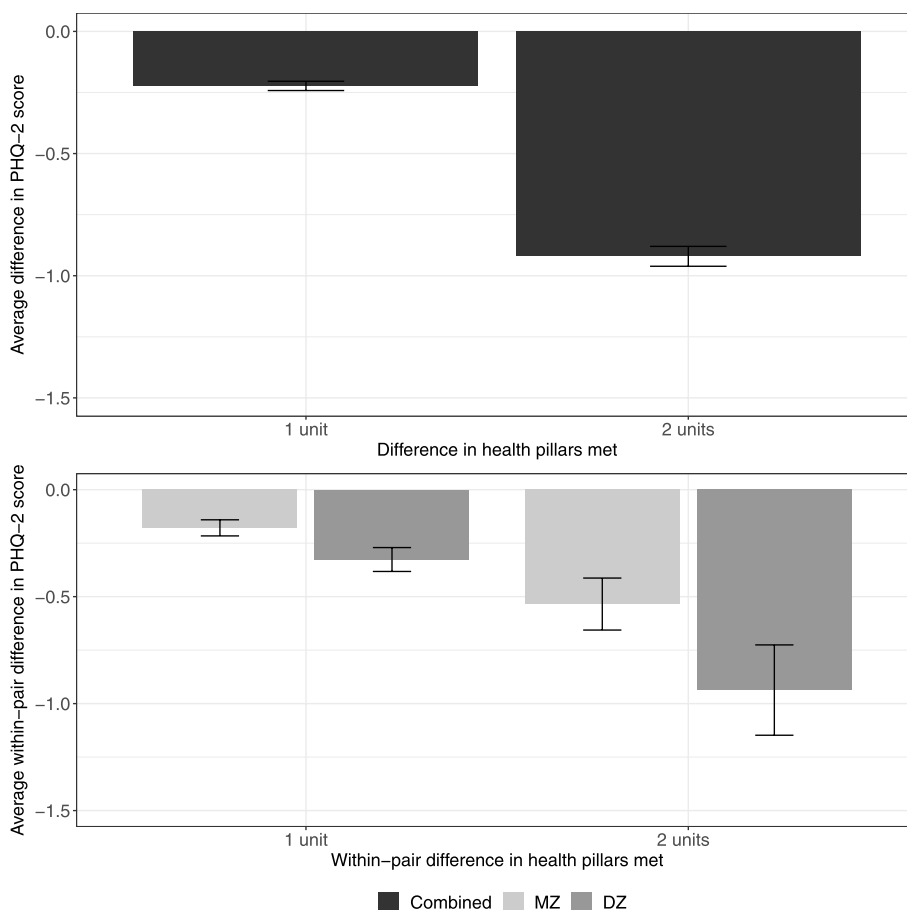 Average difference in PHQ−2 score
0.0
−0.5
−1.0
−1.5
1 unit
2 units
Difference in health pillars met
Average within−pair difference in PHQ−2 score
0.0
−0.5
−1.0
−1.5
1 unit
2 units
Within−pair difference in health pillars met
Combined MZ DZ